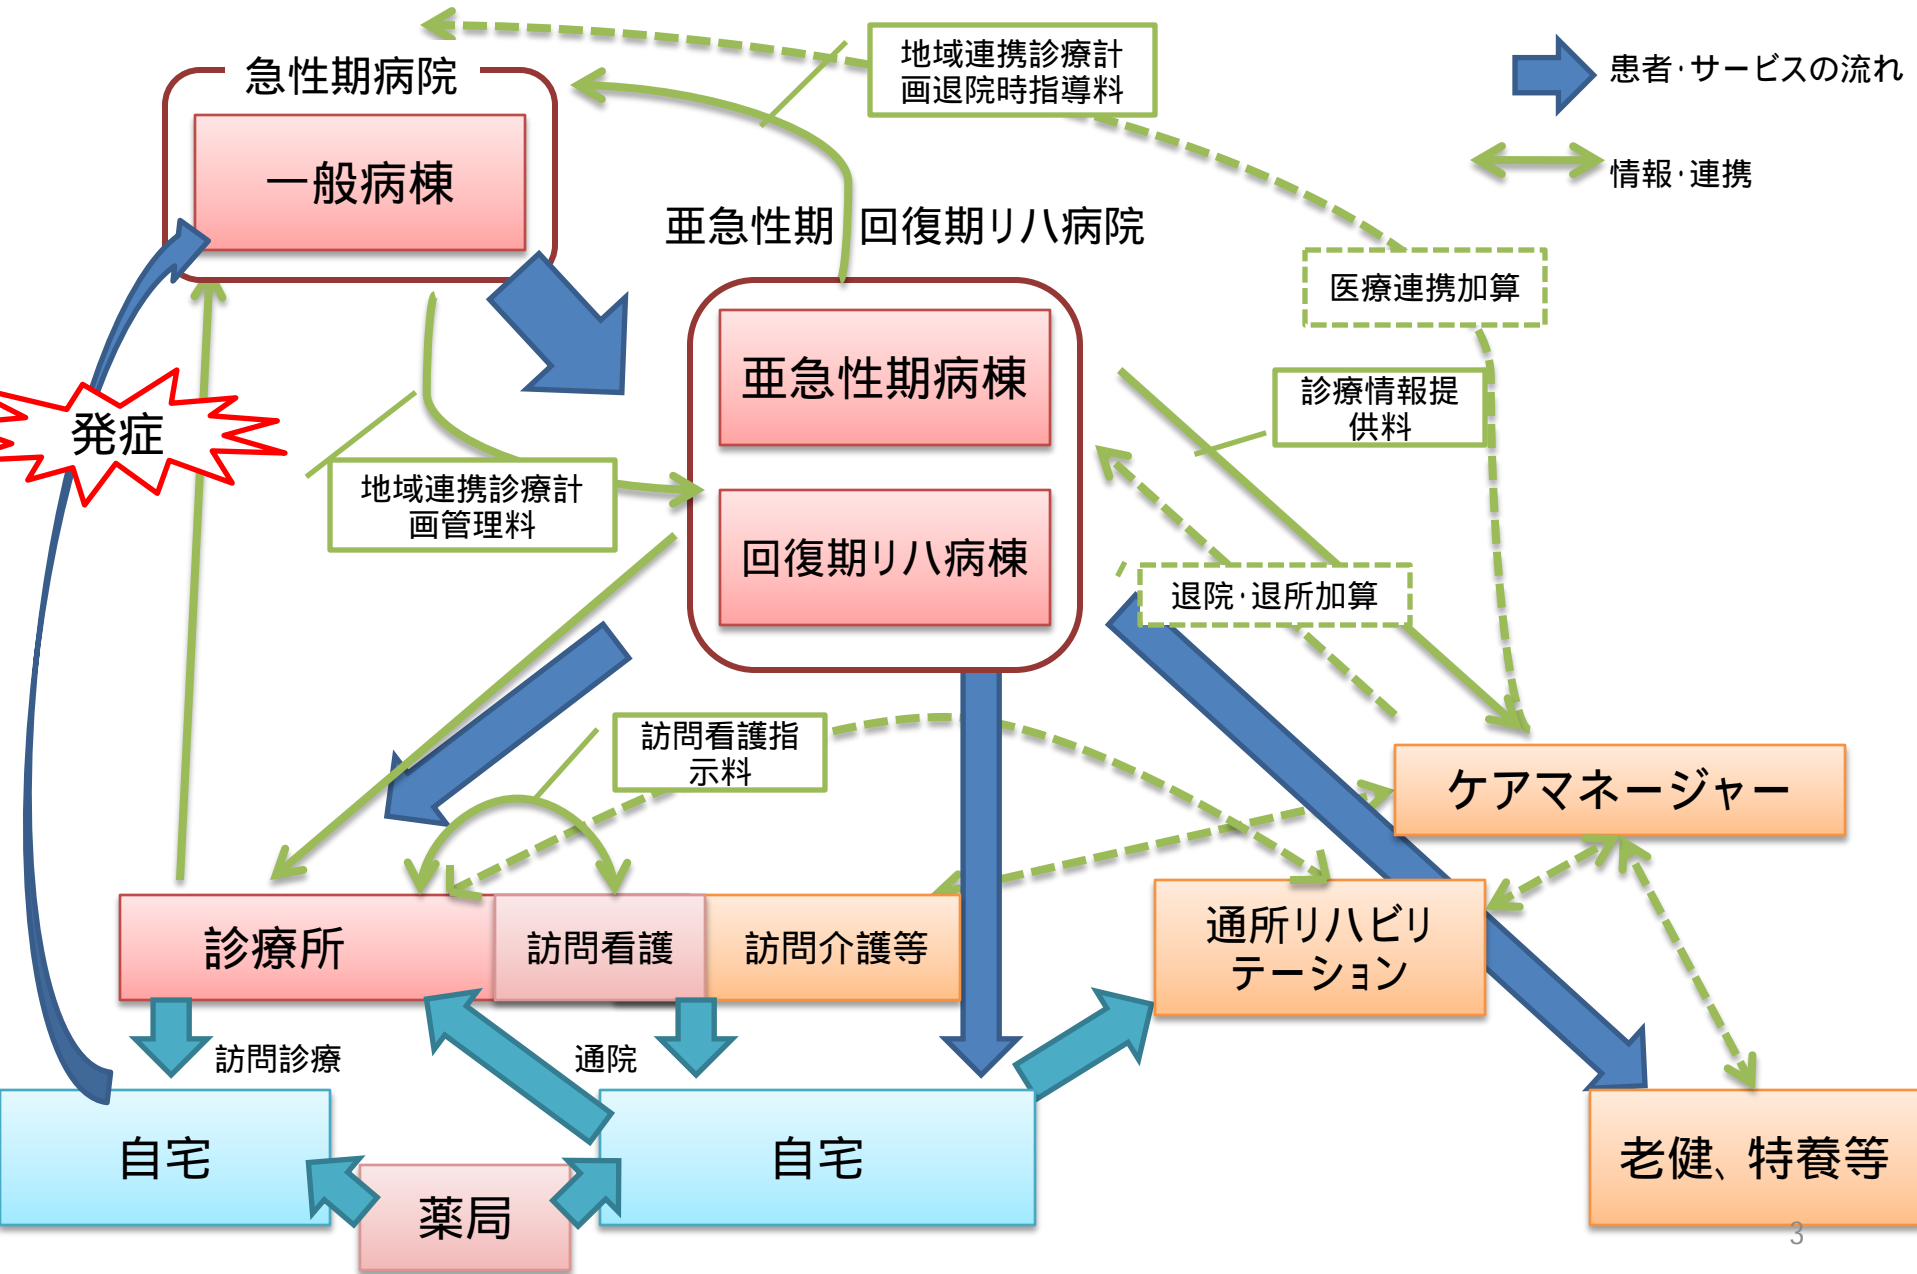 地域連携診療計
画退院時指導料
患者・サービスの流れ
急性期病院
一般病棟
情報・連携
亜急性期 回復期リハ病院
医療連携加算
亜急性期病棟
診療情報提
供料
発症
地域連携診療計
画管理料
回復期リハ病棟
退院・退所加算
訪問看護指
示料
ケアマネージャー
診療所
訪問看護
訪問介護等
通所リハビリ
テーション
訪問診療
通院
自宅
自宅
老健、特養等
薬局
3